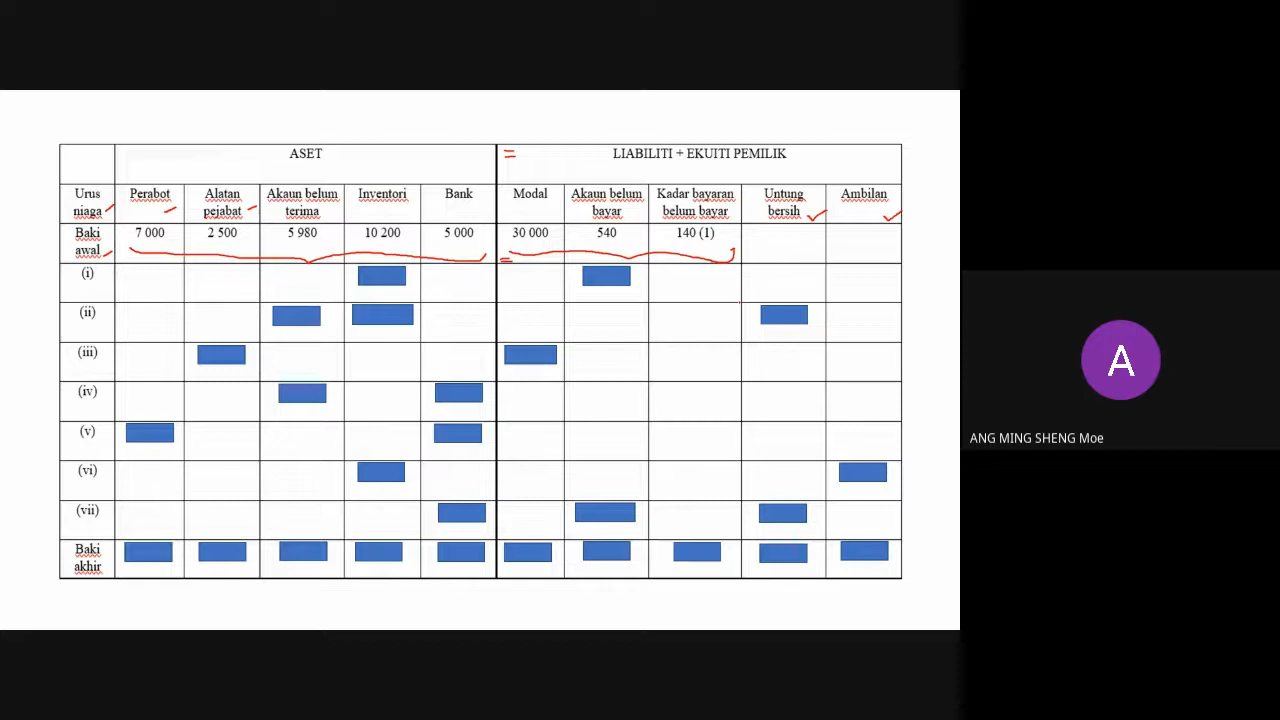 ASET = LIABILITI + EKUITI PEMILIK
Urus niaga Perabot Alatan pejabat Akaun belum terima Inventori Bank Modal Akaun belum bayar Kadar bayaran belum bayar Untung bersih Ambilan
Baki awal 7 000 2 500 5 980 10 200 5 000 = 30 000 540 140 (1)
(i)
(ii)
(iii)
(iv)
(v)
(vi)
(vii)
Baki akhir
A
ANG MING SHENG Moe